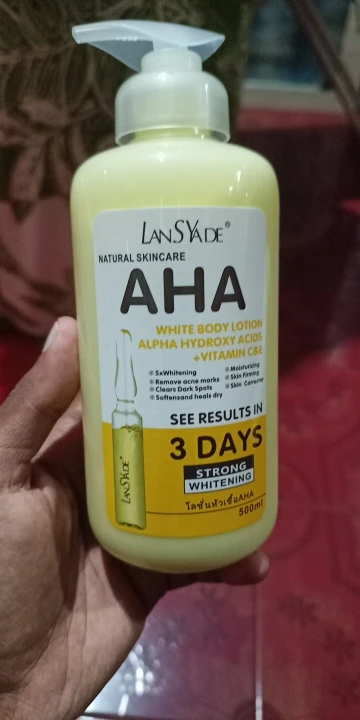 LANSYADE®
NATURAL SKINCARE
AHA
WHITE BODY LOTION
ALPHA HYDROXY ACIDS
+VITAMIN C&E
5xWhitening
Remove acne marks
Clears Dark Spots
Softensand heals dry
Moisturizing
Skin Firming
Skin Corrector
SEE RESULTS IN
3 DAYS
STRONG
WHITENING
LANSYADE®
โลชั่นหัวเชื้อAHA
500ml